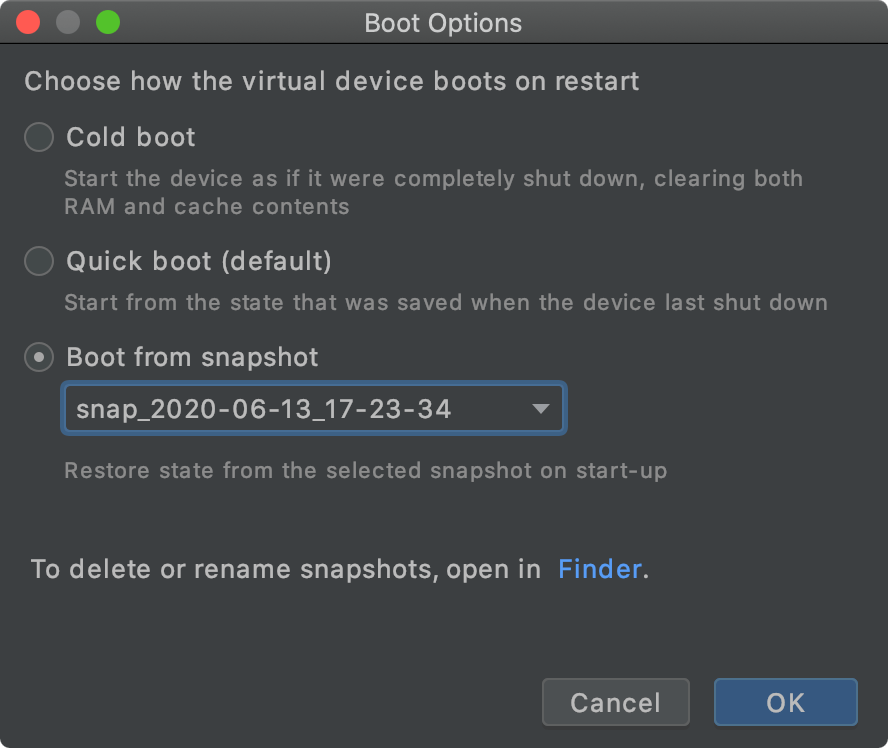 Boot Options
Choose how the virtual device boots on restart
Cold boot
Start the device as if it were completely shut down, clearing both
RAM and cache contents
Quick boot (default)
Start from the state that was saved when the device last shut down
Boot from snapshot
snap_2020-06-13_17-23-34
Restore state from the selected snapshot on start-up
To delete or rename snapshots, open in Finder.
Cancel
OK